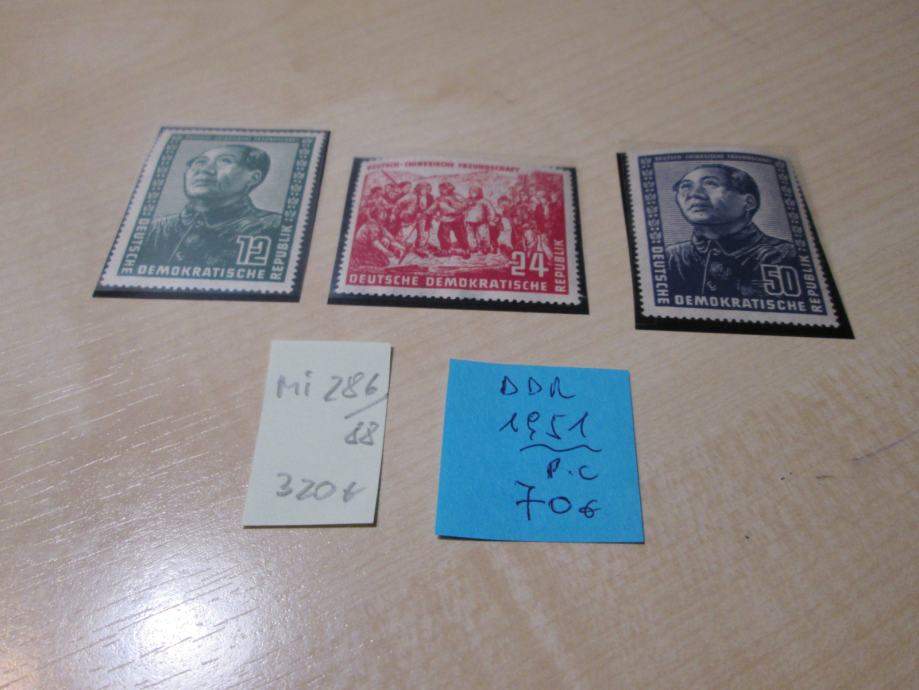 DEUTSCH-CHINESISCHE FREUNDSCHAFT
DEUTSCHE
DEMOKRATISCHE
REPUBLIK
12
DEUTSCH-CHINESISCHE FREUNDSCHAFT
24
DEUTSCHE DEMOKRATISCHE
REPUBLIK
DEUTSCH-CHINESISCHE FREUNDSCHAFT
DEUTSCHE
DEMOKRATISCHE
REPUBLIK
50
Mi 286/
88
320€
DDR
1951
P.C
70€